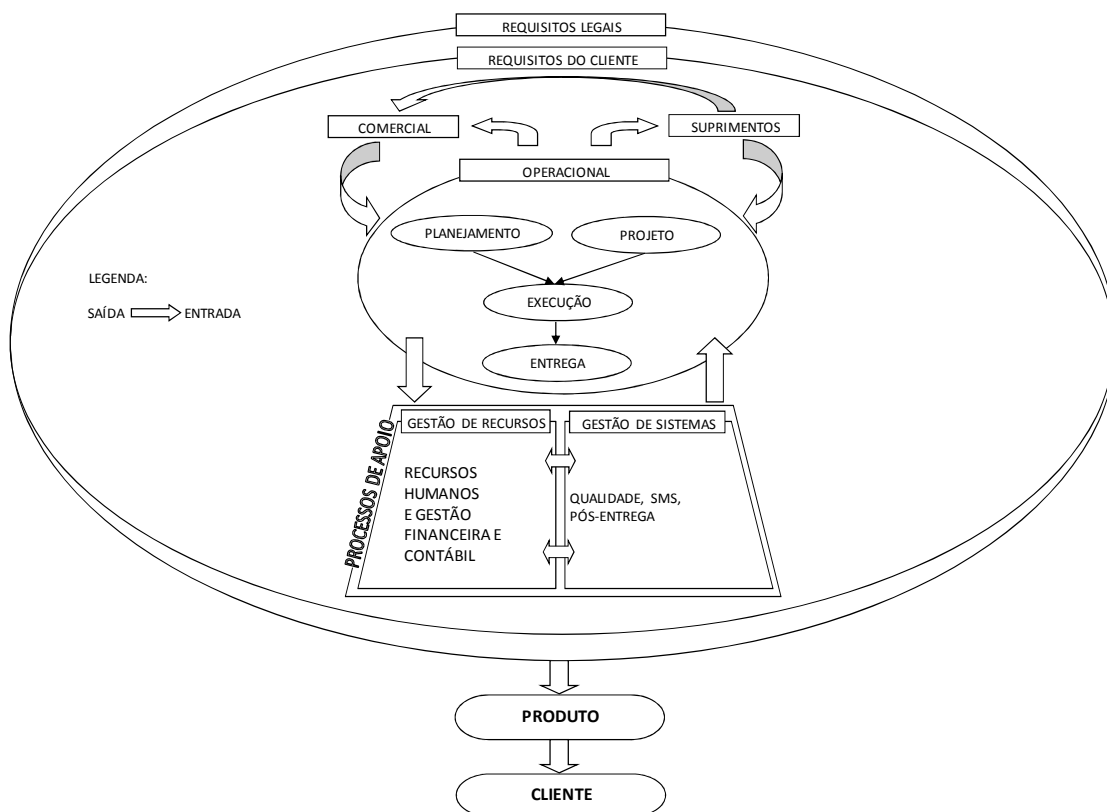 REQUISITOS LEGAIS
REQUISITOS DO CLIENTE
COMERCIAL
SUPRIMENTOS
OPERACIONAL
PLANEJAMENTO
PROJETO
EXECUÇÃO
ENTREGA
LEGENDA:
SAÍDA
ENTRADA
PROCESSOS DE APOIO
GESTÃO DE RECURSOS
RECURSOS
HUMANOS
E GESTÃO
FINANCEIRA E
CONTÁBIL
GESTÃO DE SISTEMAS
QUALIDADE, SMS,
PÓS-ENTREGA
PRODUTO
CLIENTE